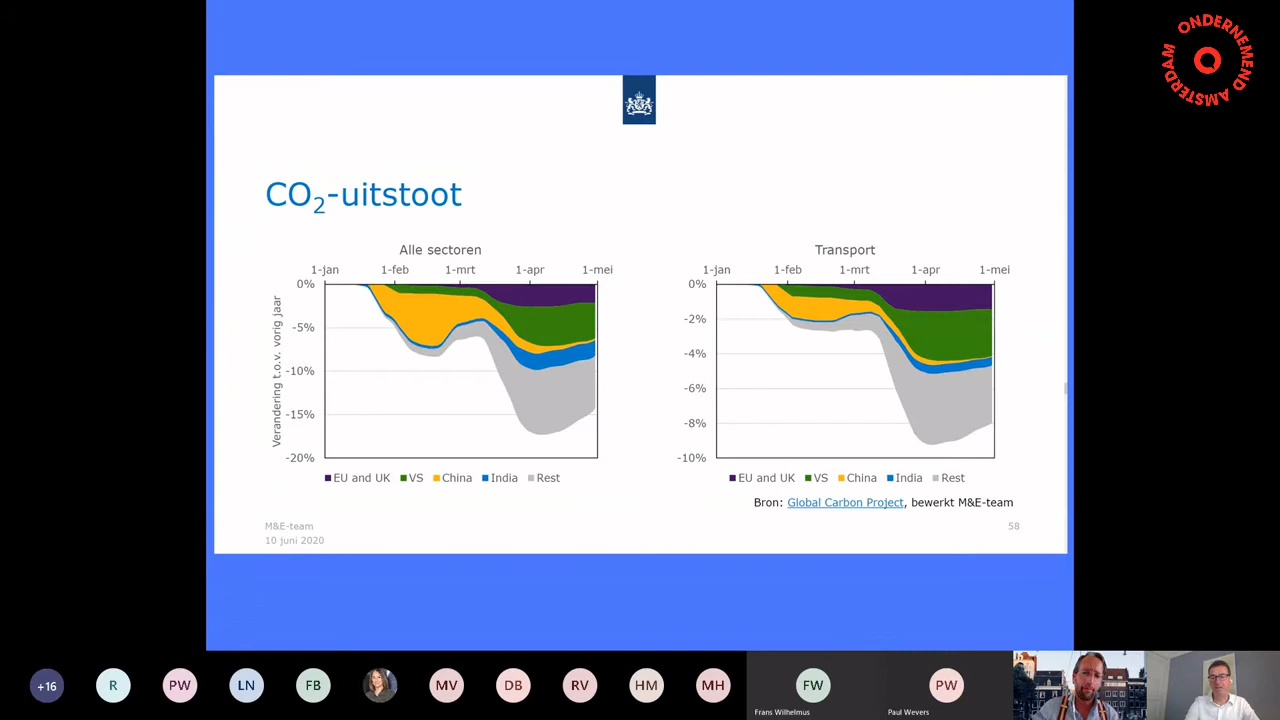 ONDERNEMEND AMSTERDAM
CO2-uitstoot
Alle sectoren
1-jan 1-feb 1-mrt 1-apr 1-mei
0%
-5%
-10%
-15%
-20%
Verandering t.o.v. vorig jaar
EU and UK VS China India Rest
Transport
1-jan 1-feb 1-mrt 1-apr 1-mei
0%
-2%
-4%
-6%
-8%
-10%
EU and UK VS China India Rest
Bron: Global Carbon Project, bewerkt M&E-team
M&E-team
10 juni 2020
58
+16 R PW LN FB MV DB RV HM MH FW PW
Frans Wilhelmus Paul Wevers